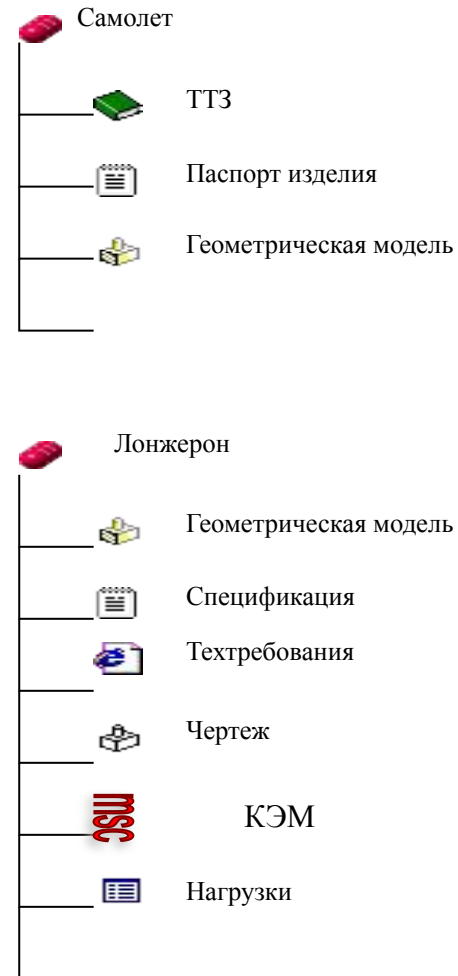 Самолет
ТТЗ
Паспорт изделия
Геометрическая модель
Лонжерон
Геометрическая модель
Спецификация
Техтребования
Чертеж
msc
КЭМ
Нагрузки